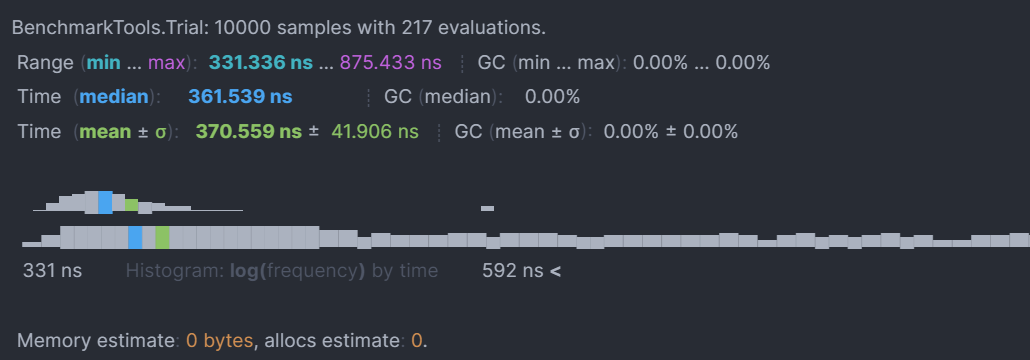 BenchmarkTools.Trial: 10000 samples with 217 evaluations.
Range (min … max): 331.336 ns … 875.433 ns ┊ GC (min … max): 0.00% … 0.00%
Time (median): 361.539 ns ┊ GC (median): 0.00%
Time (mean ± σ): 370.559 ns ± 41.906 ns ┊ GC (mean ± σ): 0.00% ± 0.00%
331 ns Histogram: log(frequency) by time 592 ns <
Memory estimate: 0 bytes, allocs estimate: 0.